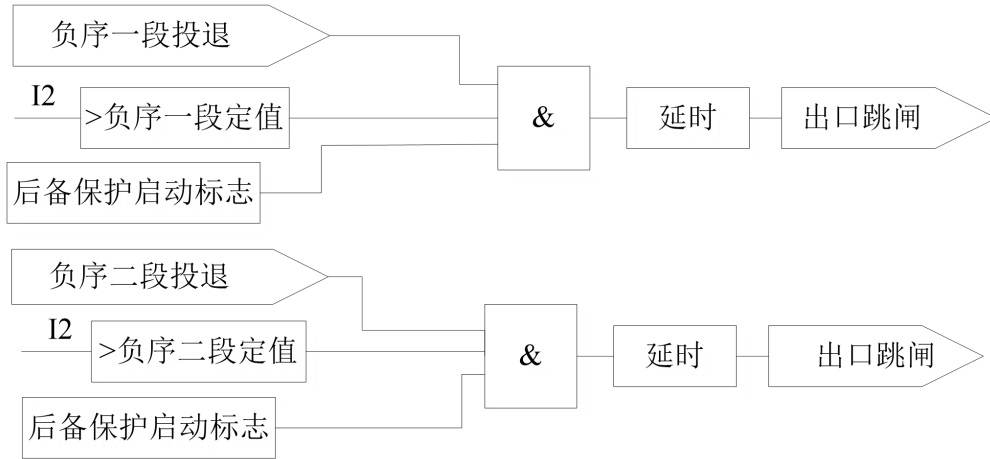 负序一段投退
I2
>负序一段定值
&
延时
出口跳闸
后备保护启动标志
负序二段投退
I2
>负序二段定值
&
延时
出口跳闸
后备保护启动标志